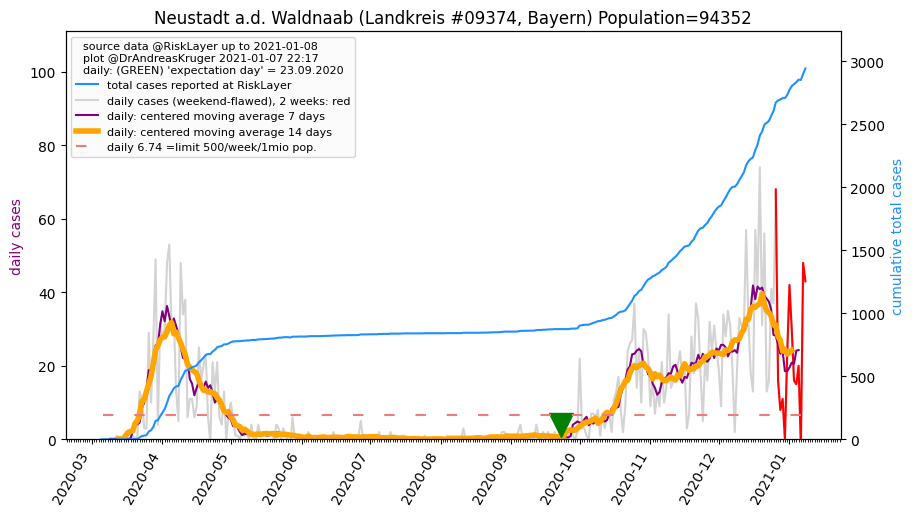 Neustadt a.d. Waldnaab (Landkreis #09374, Bayern) Population=94352
source data @RiskLayer up to 2021-01-08
plot @DrAndreasKruger 2021-01-07 22:17
daily: (GREEN) 'expectation day' = 23.09.2020
total cases reported at RiskLayer
daily cases (weekend-flawed), 2 weeks: red
daily: centered moving average 7 days
daily: centered moving average 14 days
daily 6.74 =limit 500/week/1mio pop.
daily cases
100
80
60
40
20
0
cumulative total cases
3000
2500
2000
1500
1000
500
0
2020-03
2020-04
2020-05
2020-06
2020-07
2020-08
2020-09
2020-10
2020-11
2020-12
2021-01